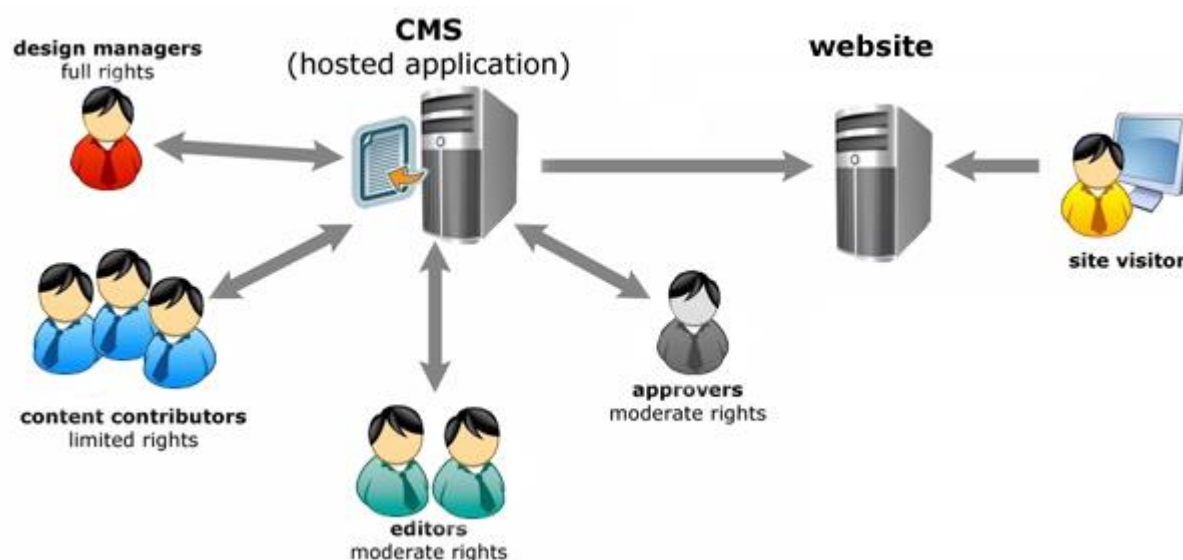 design managers
full rights
CMS
(hosted application)
website
site visitor
content contributors
limited rights
approvers
moderate rights
editors
moderate rights